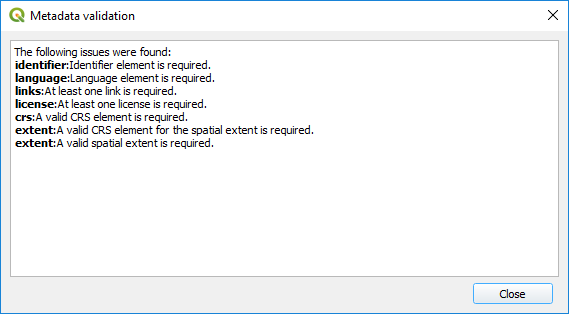 Metadata validation
The following issues were found:
identifier:Identifier element is required.
language:Language element is required.
links:At least one link is required.
license:At least one license is required.
crs:A valid CRS element is required.
extent:A valid CRS element for the spatial extent is required.
extent:A valid spatial extent is required.
Close